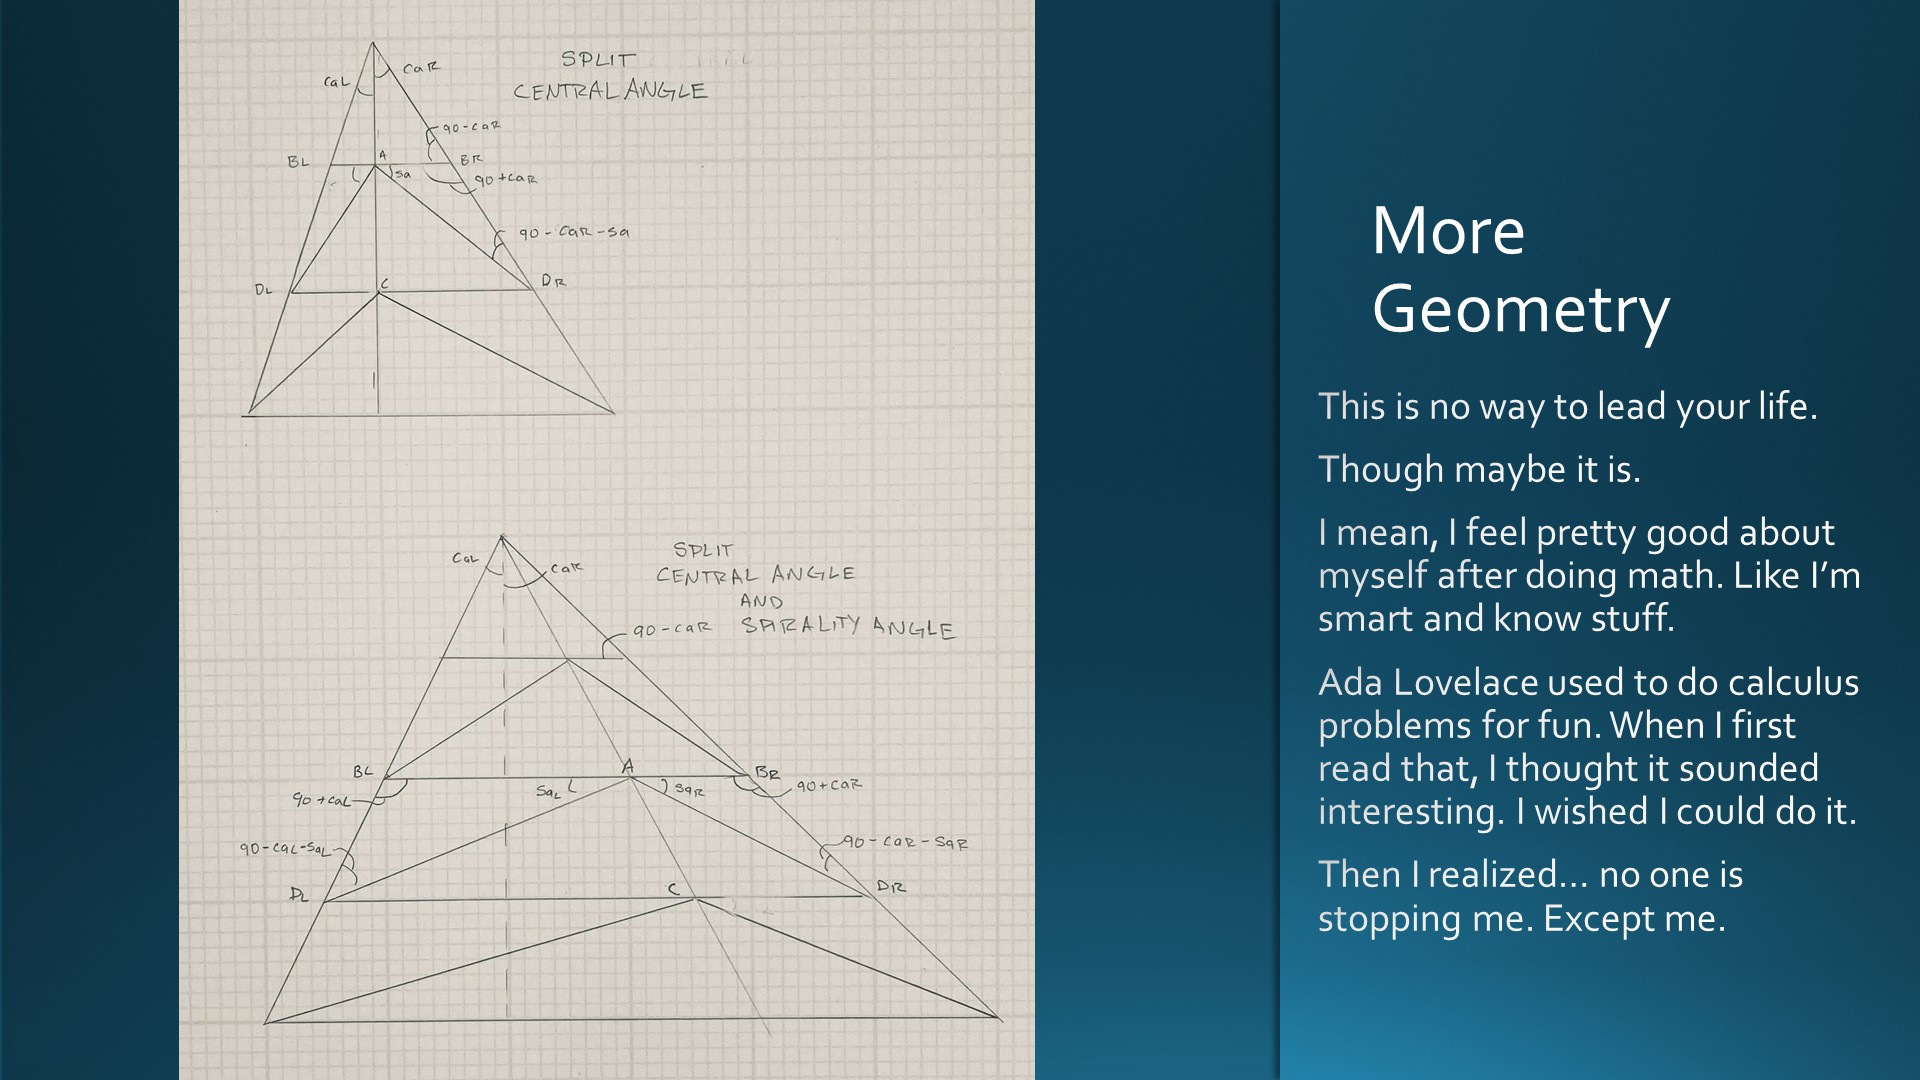 SPLIT
CENTRAL ANGLE
CaL
CaR
90-CaR
BL
A
BR
Sa
90+CaR
90-CaR-Sa
DL
C
DR
SPLIT
CENTRAL ANGLE
AND
SPIRALITY ANGLE
CaL
CaR
90-CaR
BL
A
BR
SaL
SaR
90+CaL
90+CaR
90-CaL-SaL
90-CaR-SaR
DL
C
DR
More
Geometry
This is no way to lead your life.
Though maybe it is.
I mean, I feel pretty good about
myself after doing math. Like I’m
smart and know stuff.
Ada Lovelace used to do calculus
problems for fun. When I first
read that, I thought it sounded
interesting. I wished I could do it.
Then I realized… no one is
stopping me. Except me.